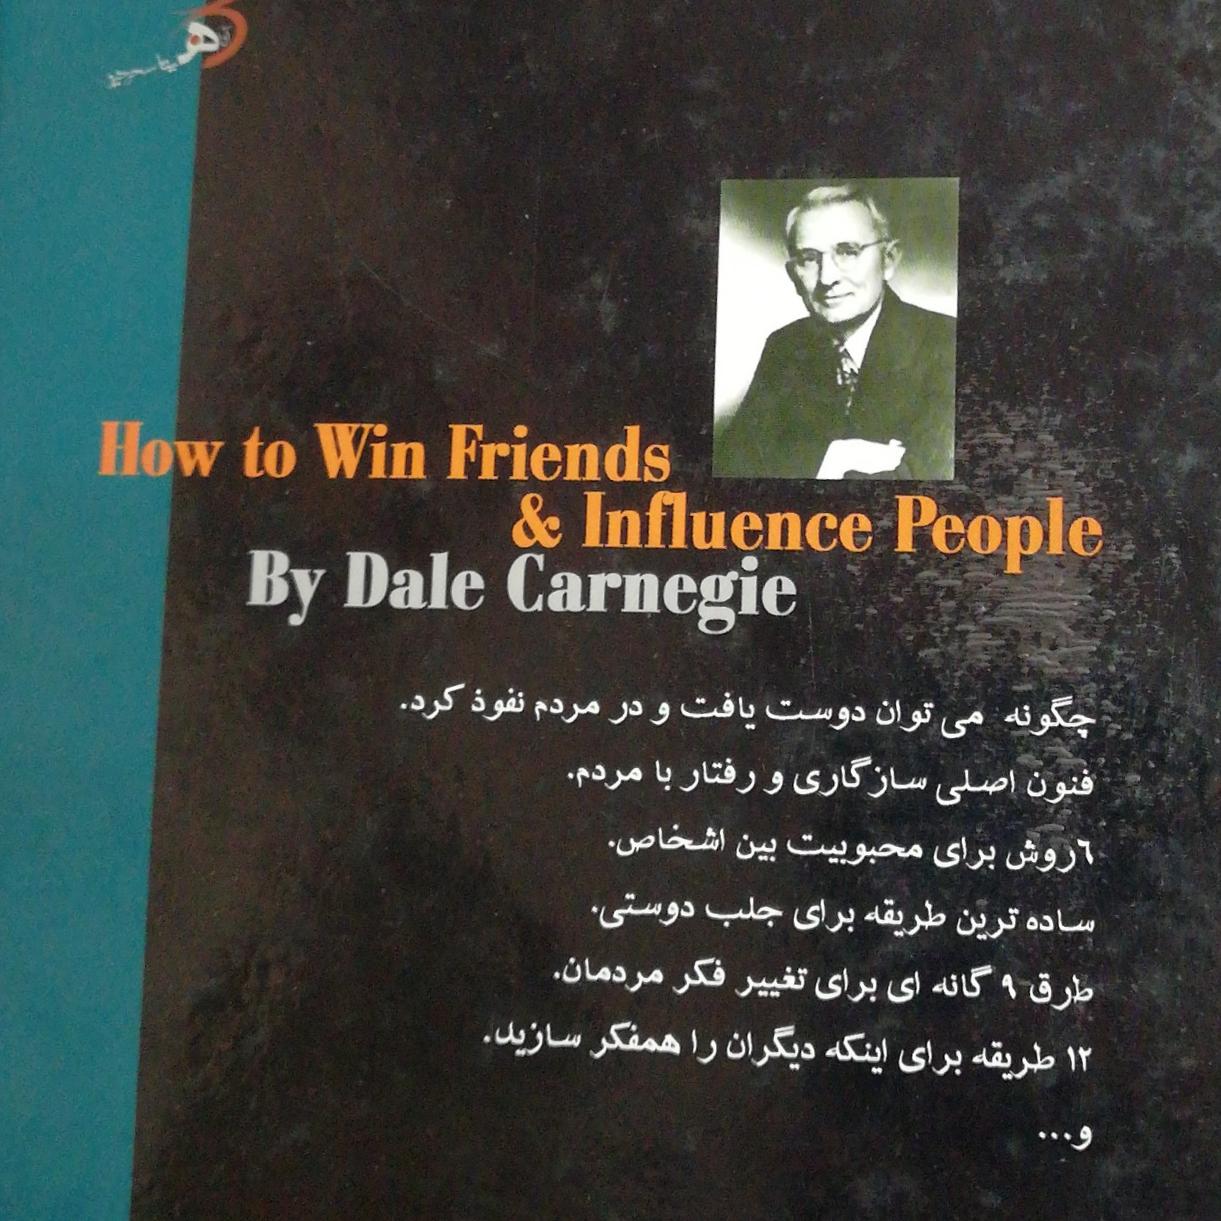 How to Win Friends
& Influence People
By Dale Carnegie
چگونه می توان دوست یافت و در مردم نفوذ کرد.
فنون اصلی سازگاری و رفتار با مردم.
٦روش برای محبوبیت بین اشخاص.
ساده ترین طریقه برای جلب دوستی.
طرق ۹ گانه ای برای تغییر فکر مردمان.
۱۲ طریقه برای اینکه دیگران را همفکر سازید.
و...